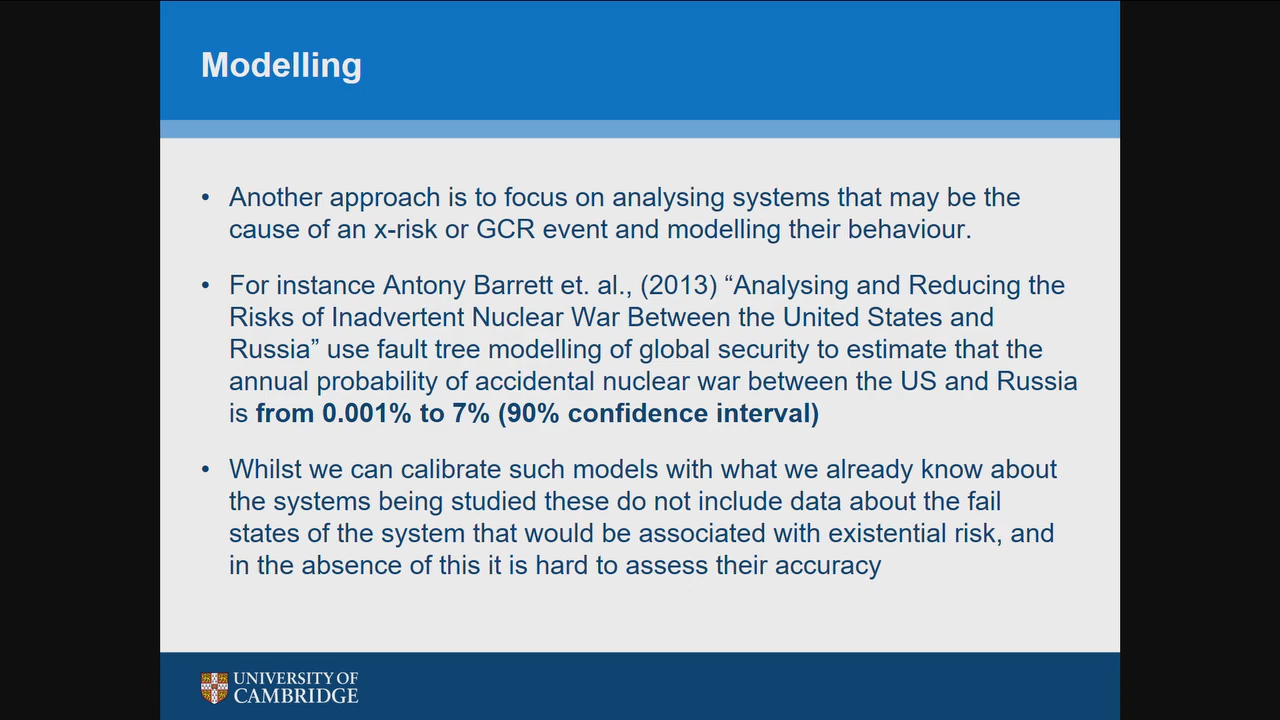 Modelling
• Another approach is to focus on analysing systems that may be the
cause of an x-risk or GCR event and modelling their behaviour.
• For instance Antony Barrett et. al., (2013) “Analysing and Reducing the
Risks of Inadvertent Nuclear War Between the United States and
Russia” use fault tree modelling of global security to estimate that the
annual probability of accidental nuclear war between the US and Russia
is from 0.001% to 7% (90% confidence interval)
• Whilst we can calibrate such models with what we already know about
the systems being studied these do not include data about the fail
states of the system that would be associated with existential risk, and
in the absence of this it is hard to assess their accuracy
UNIVERSITY OF
CAMBRIDGE